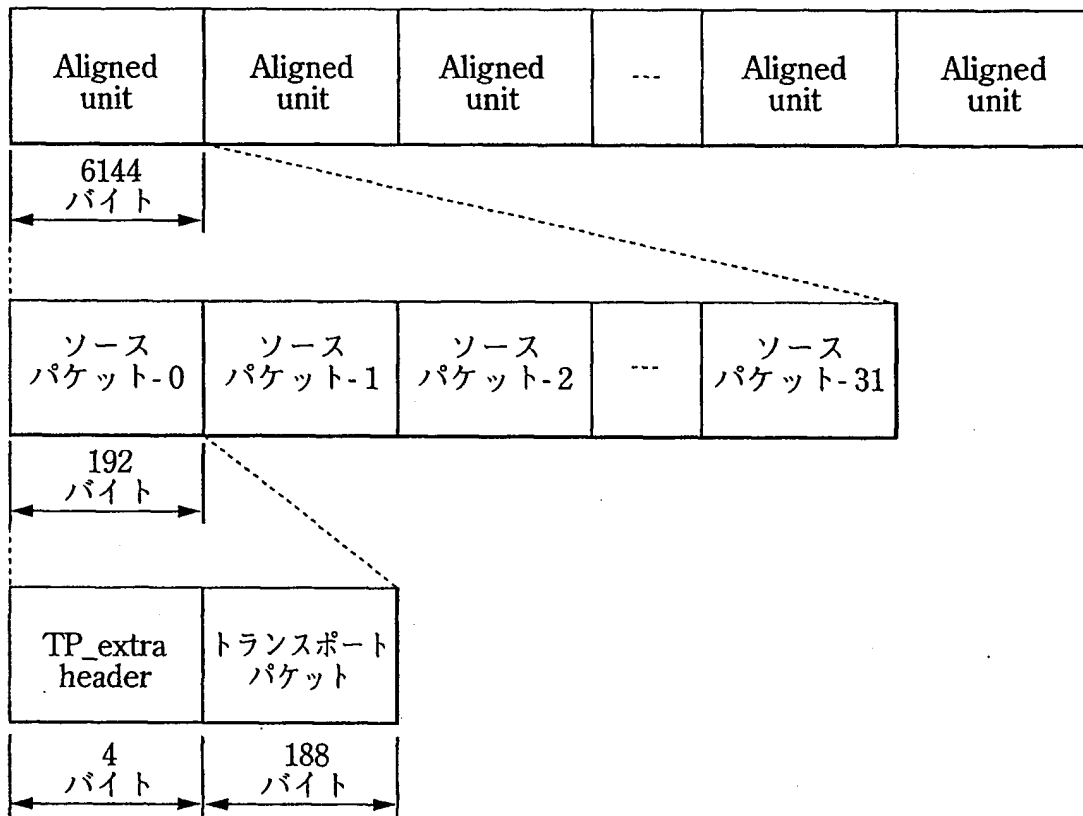 Aligned
unit
Aligned
unit
Aligned
unit
---
Aligned
unit
Aligned
unit
6144
バイト
ソース
パケット-0
ソース
パケット-1
ソース
パケット-2
---
ソース
パケット-31
192
バイト
TP_extra
header
トランスポート
パケット
4
バイト
188
バイト